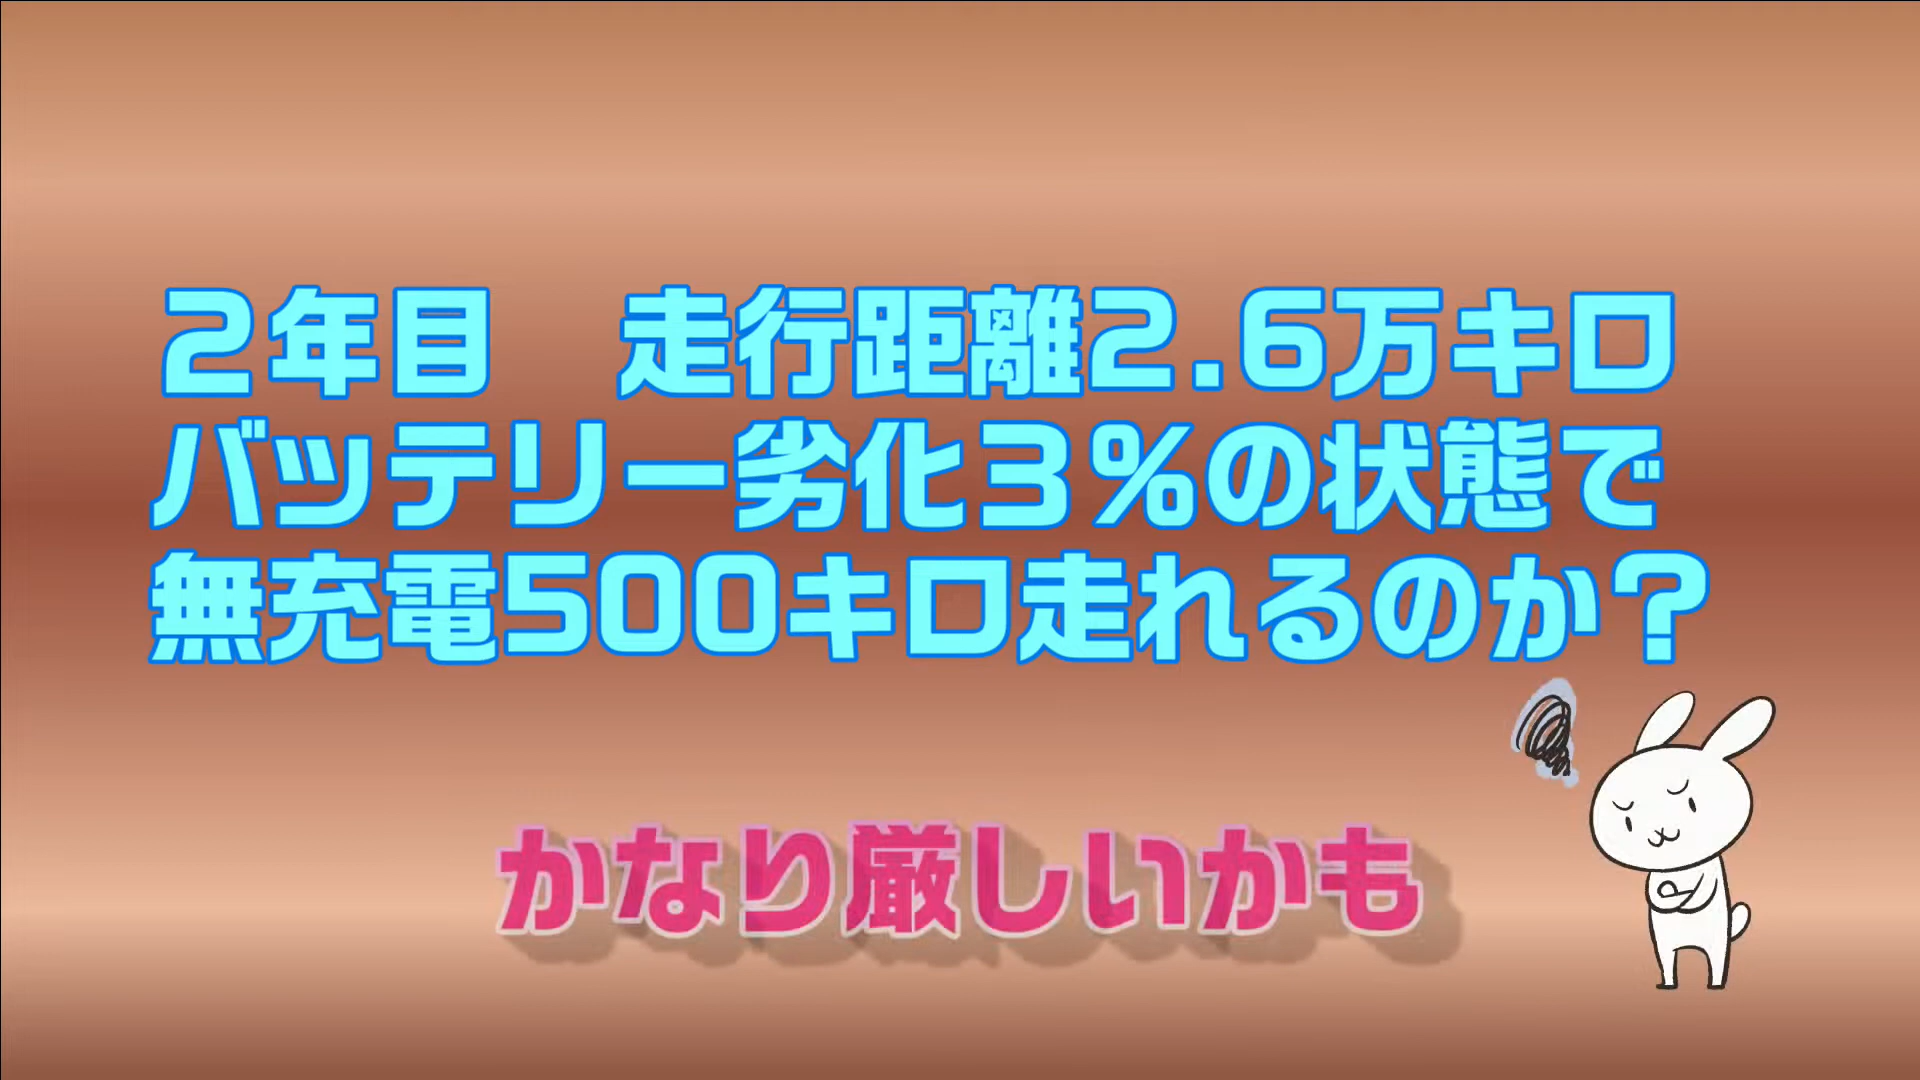 2年目　走行距離2.6万キロ
バッテリー劣化3%の状態で
無充電500キロ走れるのか?
かなり厳しいかも